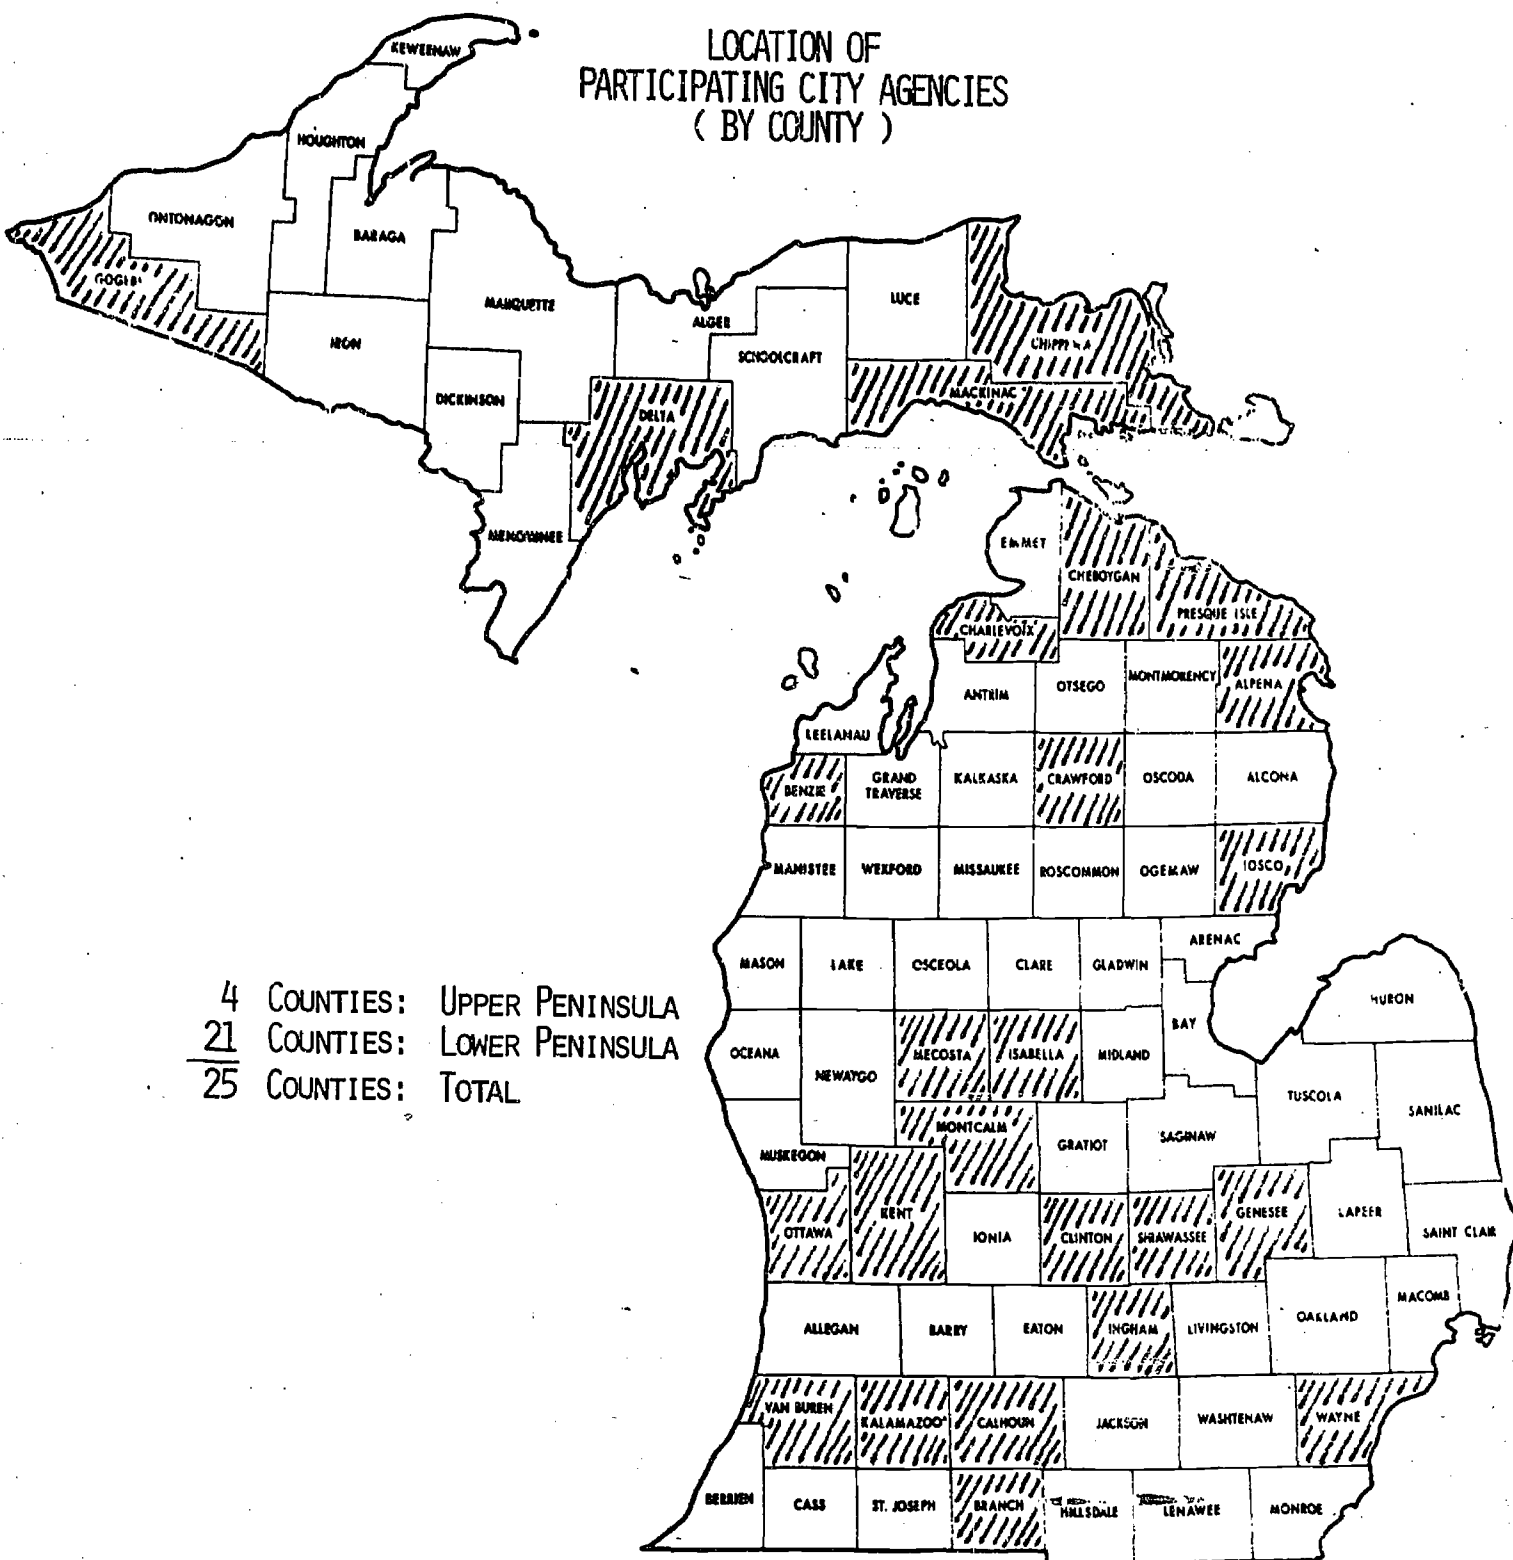 LOCATION OF
PARTICIPATING CITY AGENCIES
( BY COUNTY )
KEWEENAW
HOUGHTON
ONTONAGON
BARAGA
MARQUETTE
LUCE
ALGER
IRON
SCHOOLCRAFT
MACKINAC
DICKINSON
DELTA
MENOMINEE
EMMET
CHEBOYGAN
PRESQUE ISLE
CHARLEVOIX
ANTRIM
OTSEGO
MONTMORENCY
ALPENA
LEELANAU
BENZIE
GRAND
TRAVERSE
KALKASKA
CRAWFORD
OSCODA
ALCONA
MANISTEE
WEXFORD
MISSAUKEE
ROSCOMMON
OGEMAW
IOSCO
MASON
LAKE
OSCEOLA
CLARE
GLADWIN
ARENAC
HURON
4 COUNTIES: UPPER PENINSULA
21 COUNTIES: LOWER PENINSULA
25 COUNTIES: TOTAL
OCEANA
NEWAYGO
MECOSTA
ISABELLA
MIDLAND
BAY
TUSCOLA
SANILAC
MUSKEGON
MONTCALM
GRATIOT
SAGINAW
OTTAWA
KENT
IONIA
CLINTON
SHIAWASSEE
GENESEE
LAPEER
SAINT CLAIR
ALLEGAN
BARRY
EATON
INGHAM
LIVINGSTON
OAKLAND
MACOMB
VAN BUREN
KALAMAZOO
CALHOUN
JACKSON
WASHTENAW
WAYNE
BERRIEN
CASS
ST. JOSEPH
BRANCH
HILLSDALE
LENAWEE
MONROE